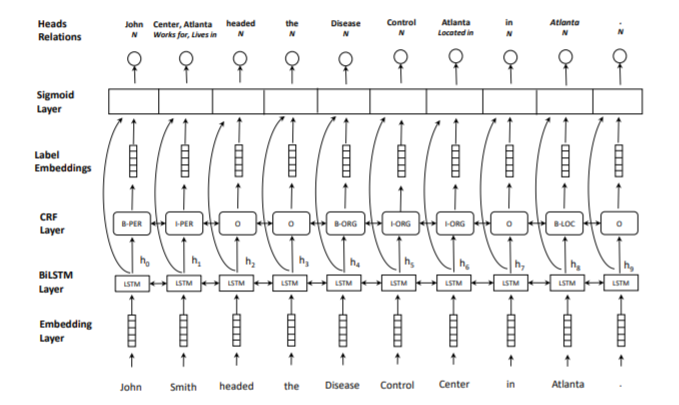 Heads John Center, Atlanta headed the Disease Control Atlanta in Atlanta .
Relations N Works for, Lives in N N N N Located in N N N
Sigmoid
Layer
Label
Embeddings
CRF
Layer
B-PER I-PER O O B-ORG I-ORG I-ORG O B-LOC O
h0 h1 h2 h3 h4 h5 h6 h7 h8 h9
BiLSTM
Layer
LSTM LSTM LSTM LSTM LSTM LSTM LSTM LSTM LSTM LSTM
Embedding
Layer
John Smith headed the Disease Control Center in Atlanta .